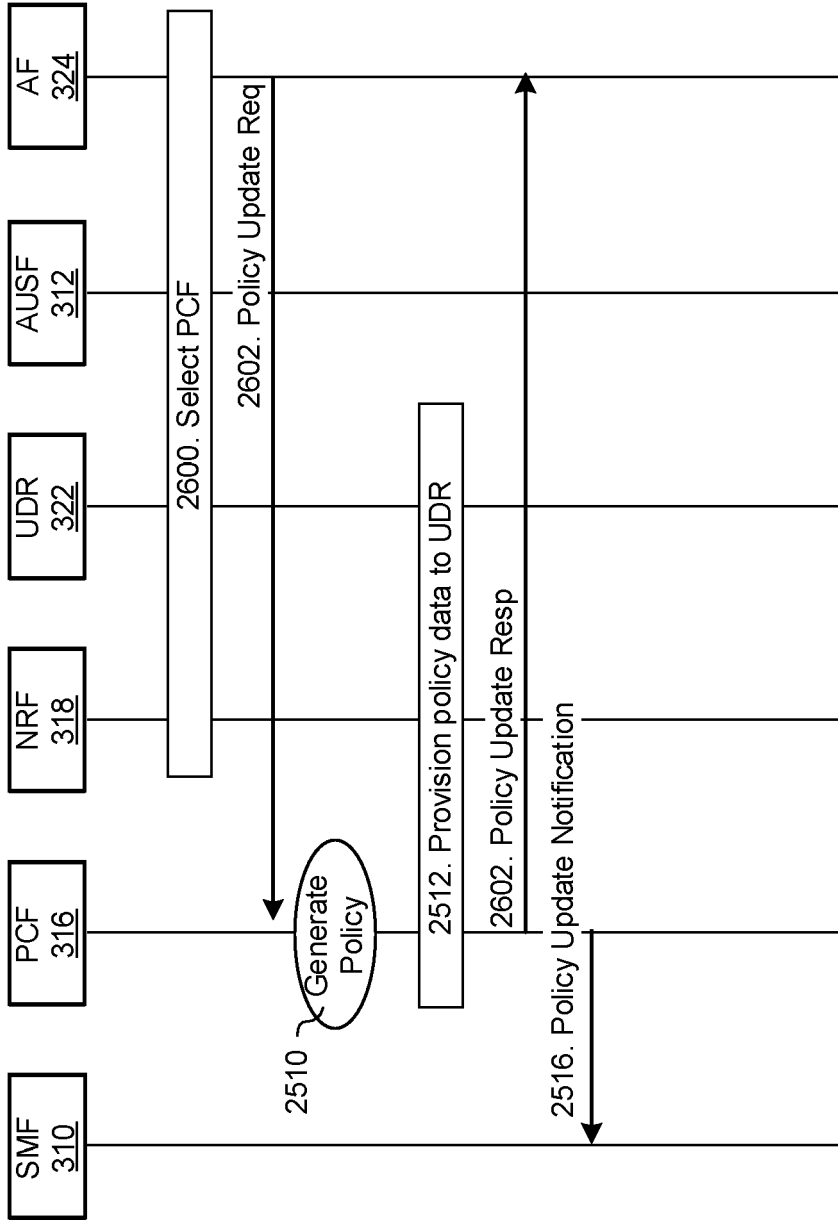 SMF
310
PCF
316
NRF
318
UDR
322
AUSF
312
AF
324
2600. Select PCF
2602. Policy Update Req
2510
Generate
Policy
2512. Provision policy data to UDR
2602. Policy Update Resp
2516. Policy Update Notification